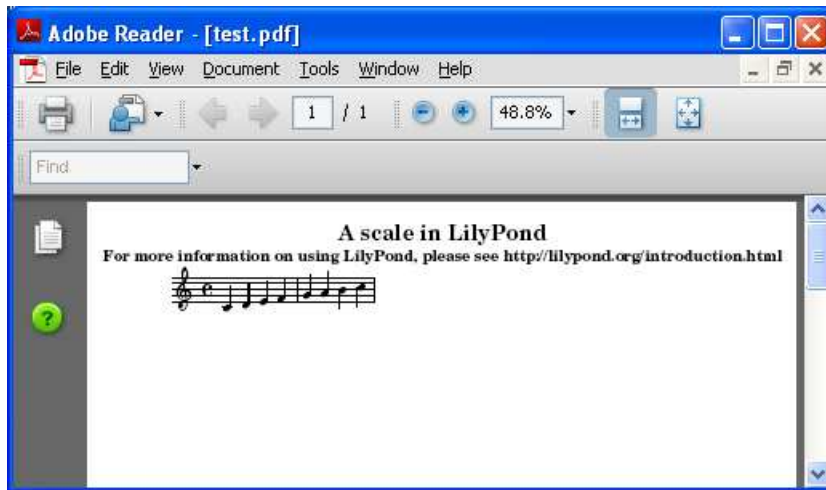 Adobe Reader - [test.pdf]
File Edit View Document Tools Window Help
1 / 1 48.8%
Find
A scale in LilyPond
For more information on using LilyPond, please see http://lilypond.org/introduction.html